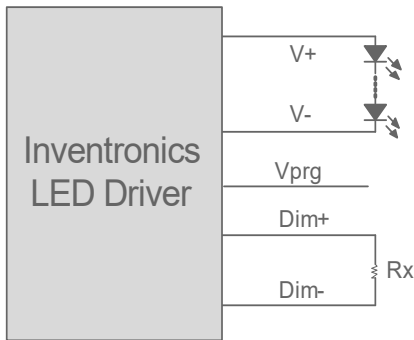 Inventronics
LED Driver
V+
V-
Vprg
Dim+
Rx
Dim-